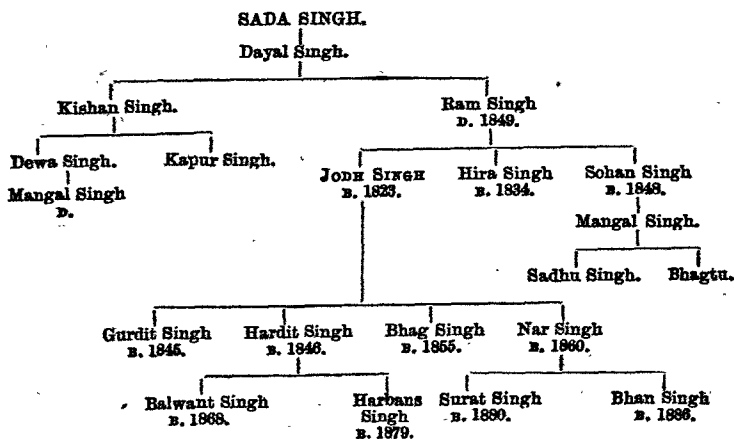 SADA SINGH.
Dayal Singh.
Kishan Singh. Ram Singh
D. 1849.
Dewa Singh. Kapur Singh. JODH SINGH Hira Singh Sohan Singh
B. 1823. B. 1834. B. 1848.
Mangal Singh Mangal Singh.
D.
Sadhu Singh. Bhagtu.
Gurdit Singh Hardit Singh Bhag Singh Nar Singh
B. 1845. B. 1846. B. 1855. B. 1860.
Balwant Singh Harbans Surat Singh Bhan Singh
B. 1868. Singh B. 1880. B. 1886.
B. 1879.